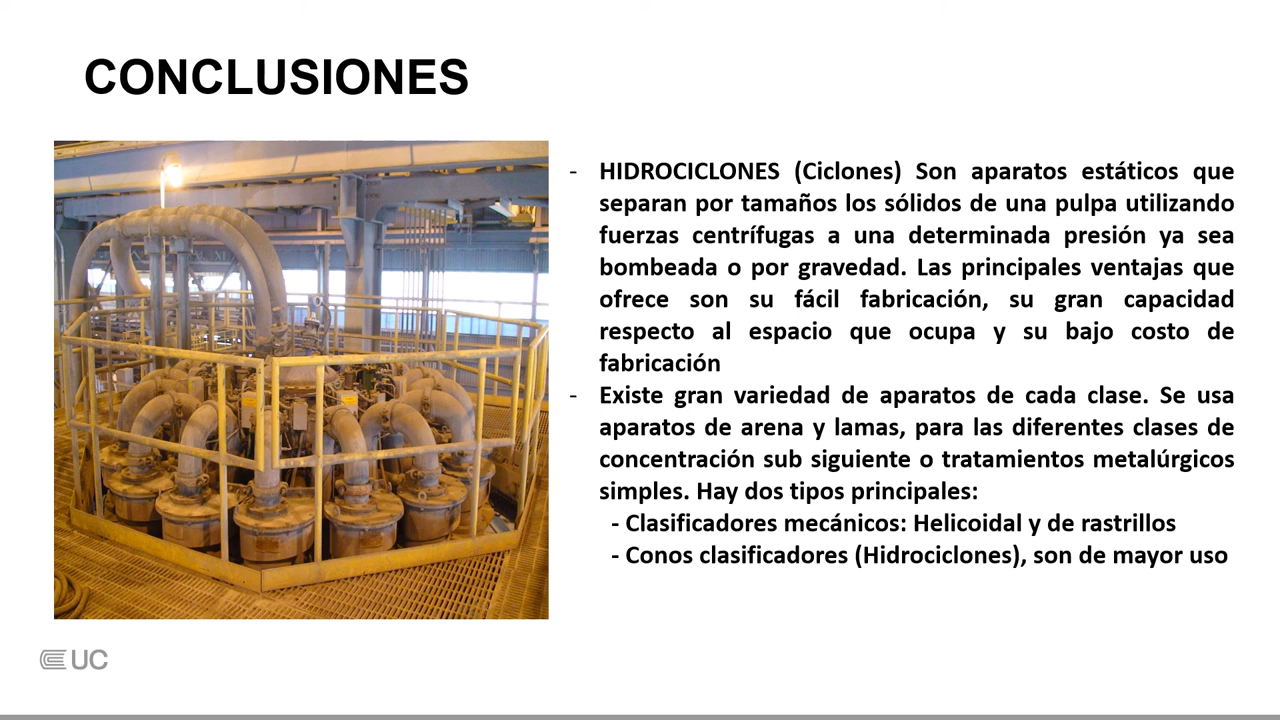 CONCLUSIONES
- HIDROCICLONES (Ciclones) Son aparatos estáticos que
separan por tamaños los sólidos de una pulpa utilizando
fuerzas centrífugas a una determinada presión ya sea
bombeada o por gravedad. Las principales ventajas que
ofrece son su fácil fabricación, su gran capacidad
respecto al espacio que ocupa y su bajo costo de
fabricación
- Existe gran variedad de aparatos de cada clase. Se usa
aparatos de arena y lamas, para las diferentes clases de
concentración sub siguiente o tratamientos metalúrgicos
simples. Hay dos tipos principales:
- Clasificadores mecánicos: Helicoidal y de rastrillos
- Conos clasificadores (Hidrociclones), son de mayor uso
UC